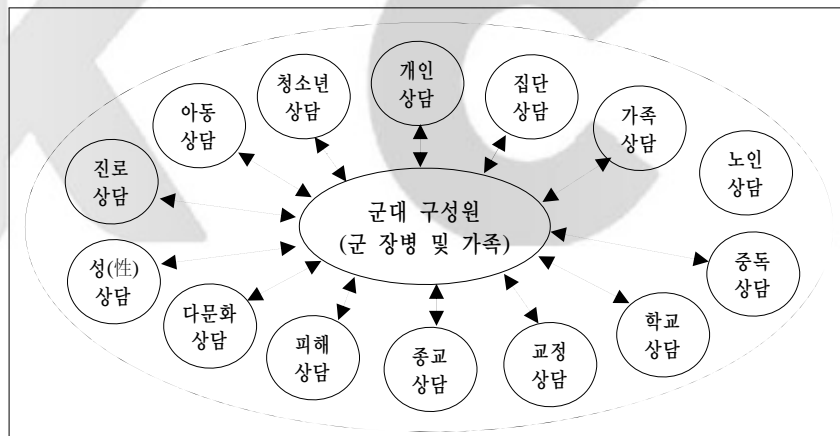 개인
상담
청소년
상담
집단
상담
아동
상담
가족
상담
노인
상담
진로
상담
군대 구성원
(군 장병 및 가족)
성(性)
상담
중독
상담
다문화
상담
학교
상담
피해
상담
종교
상담
교정
상담